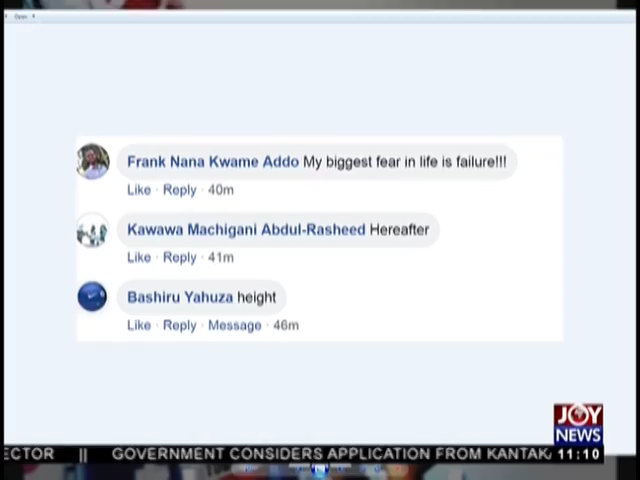 Open
Frank Nana Kwame Addo My biggest fear in life is failure!!!
Like · Reply · 40m
Kawawa Machigani Abdul-Rasheed Hereafter
Like · Reply · 41m
Bashiru Yahuza height
Like · Reply · Message · 46m
JOY
NEWS
ECTOR || GOVERNMENT CONSIDERS APPLICATION FROM KANTAK
11:10